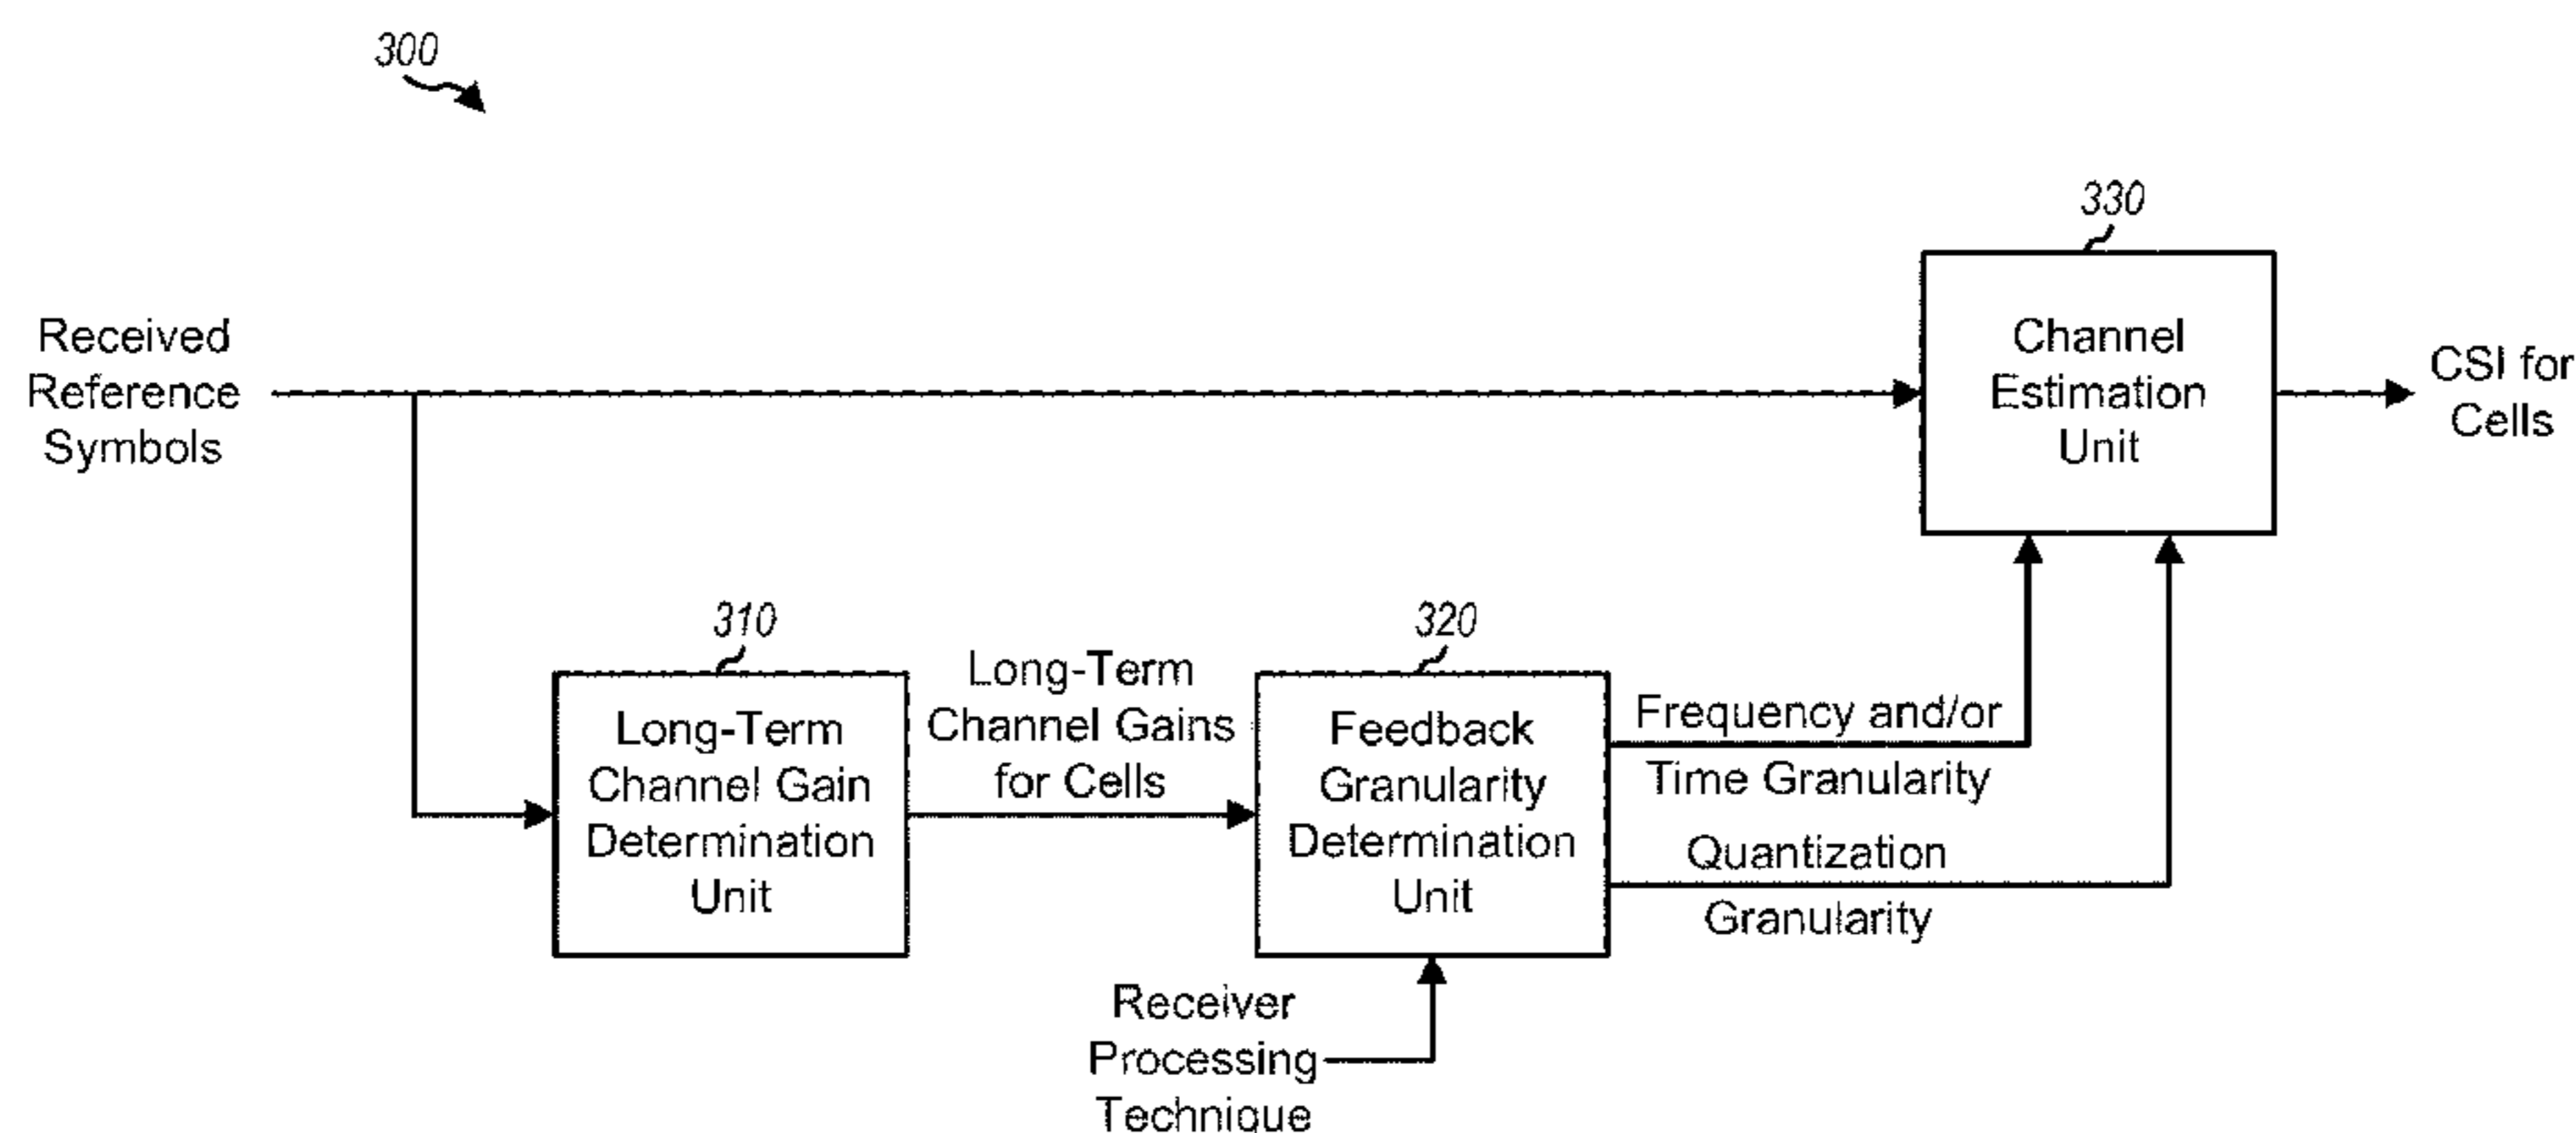 300
330
Received
Reference
Symbols
Channel
Estimation
Unit
CSI for
Cells
310
320
Long-Term
Channel Gain
Determination
Unit
Long-Term
Channel Gains
for Cells
Feedback
Granularity
Determination
Unit
Frequency and/or
Time Granularity
Quantization
Granularity
Receiver
Processing
Technique